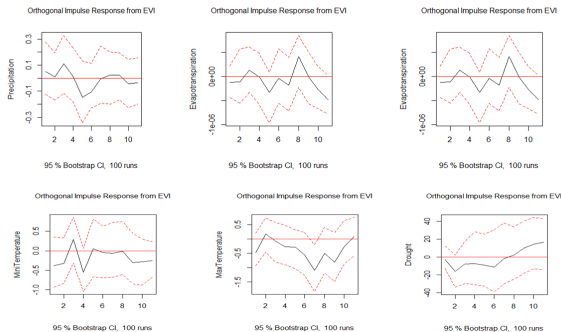 Orthogonal Impulse Response from EVI
Precipitation
0.3
0.1
-0.1
-0.3
2 4 6 8 10
95 % Bootstrap CI, 100 runs
Orthogonal Impulse Response from EVI
Evapotranspiration
0e+00
-1e-06
2 4 6 8 10
95 % Bootstrap CI, 100 runs
Orthogonal Impulse Response from EVI
Evapotranspiration
0e+00
-1e-06
2 4 6 8 10
95 % Bootstrap CI, 100 runs
Orthogonal Impulse Response from EVI
MiniTemperature
0.5
0.0
-0.5
-1.0
2 4 6 8 10
95 % Bootstrap CI, 100 runs
Orthogonal Impulse Response from EVI
MaxTemperature
0.5
-0.5
-1.5
2 4 6 8 10
95 % Bootstrap CI, 100 runs
Orthogonal Impulse Response from EVI
Drought
40
20
0
-20
-40
2 4 6 8 10
95 % Bootstrap CI, 100 runs